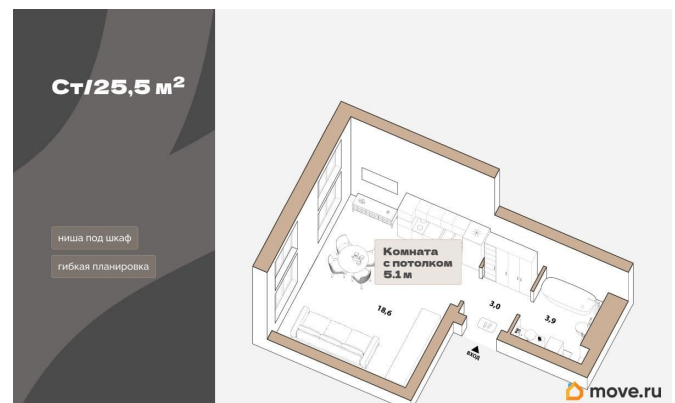 Ст/25,5 м²
ниша под шкаф
гибкая планировка
Комната
с потолком
5.1 м
18,6
3,0
3,9
ВХОД
move.ru